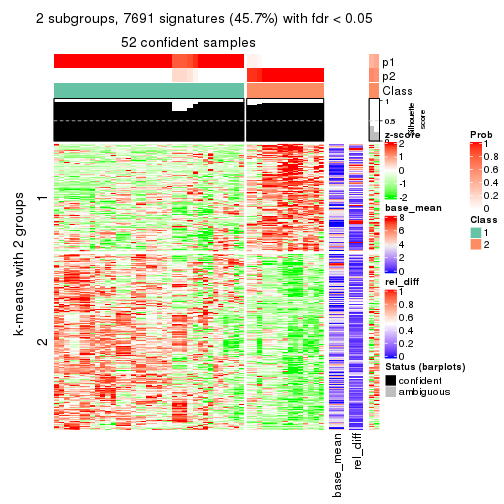 2 subgroups, 7691 signatures (45.7%) with fdr < 0.05
52 confident samples
p1
p2
Class
1
0.5
0
Silhouette
score
k-means with 2 groups
1
2
base_mean
rel_diff
z-score
2
1
0
-1
-2
base_mean
8
6
4
2
0
rel_diff
1
0.8
0.6
0.4
0.2
0
Status (barplots)
confident
ambiguous
Prob
1
0.8
0.6
0.4
0.2
0
Class
1
2